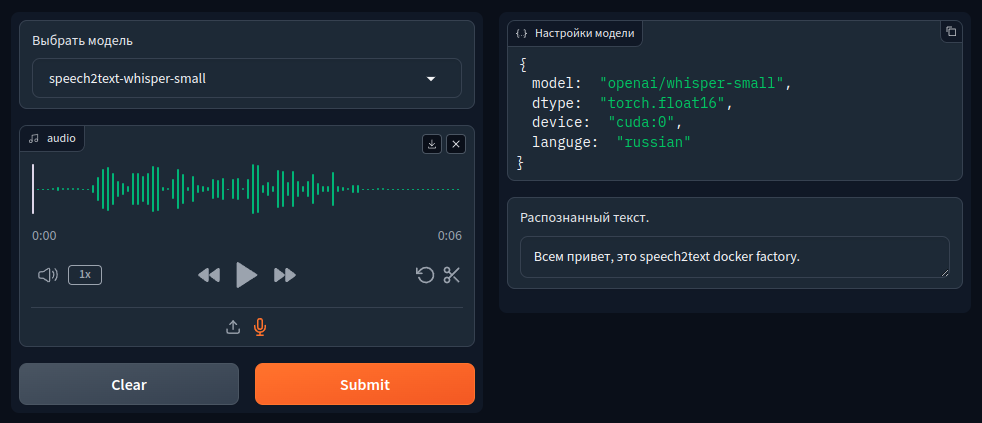 Выбрать модель
speech2text-whisper-small
audio
0:00
0:06
1x
Clear
Submit
{.} Настройки модели
{
model: "openai/whisper-small",
dtype: "torch.float16",
device: "cuda:0",
languge: "russian"
}
Распознанный текст.
Всем привет, это speech2text docker factory.